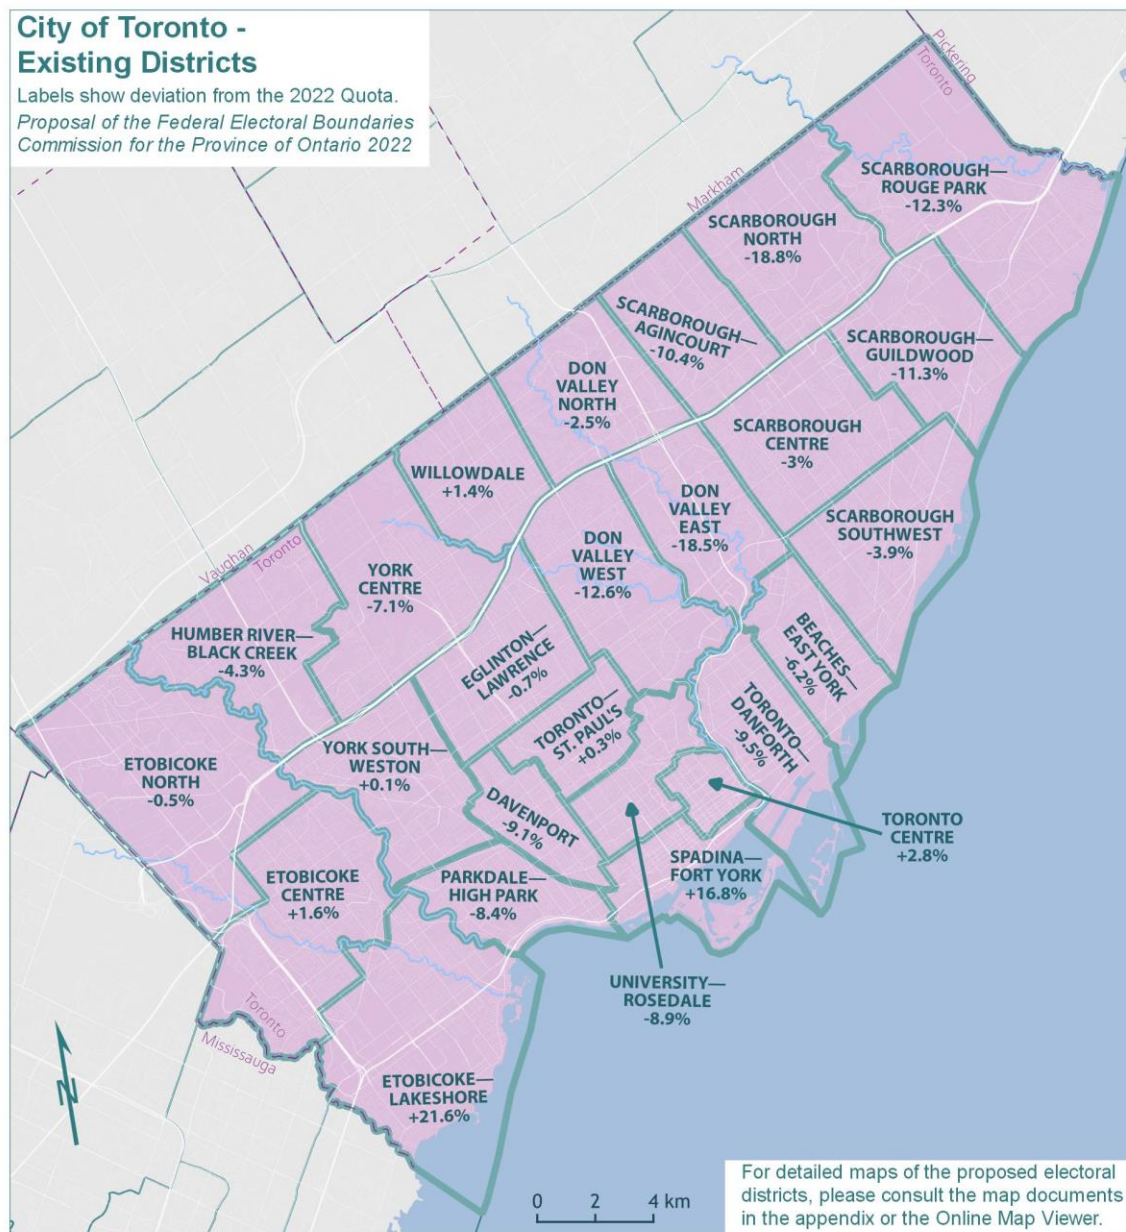 City of Toronto -
Existing Districts
Labels show deviation from the 2022 Quota.
Proposal of the Federal Electoral Boundaries
Commission for the Province of Ontario 2022
Pickering
Toronto
Markham
SCARBOROUGH—
ROUGE PARK
-12.3%
SCARBOROUGH
NORTH
-18.8%
SCARBOROUGH—
AGINCOURT
-10.4%
SCARBOROUGH—
GUILDWOOD
-11.3%
DON
VALLEY
NORTH
-2.5%
SCARBOROUGH
CENTRE
-3%
WILLOWDALE
+1.4%
DON
VALLEY
EAST
-18.5%
SCARBOROUGH
SOUTHWEST
-3.9%
Vaughan
Toronto
DON
VALLEY
WEST
-12.6%
YORK
CENTRE
-7.1%
HUMBER RIVER—
BLACK CREEK
-4.3%
EGLINTON—
LAWRENCE
-0.7%
BEACHES—
EAST YORK
-6.2%
TORONTO—
ST. PAUL'S
+0.3%
TORONTO—
DANFORTH
-9.5%
ETOBICOKE
NORTH
-0.5%
YORK SOUTH—
WESTON
+0.1%
DAVENPORT
-9.1%
TORONTO
CENTRE
+2.8%
SPADINA—
FORT YORK
+16.8%
ETOBICOKE
CENTRE
+1.6%
PARKDALE—
HIGH PARK
-8.4%
UNIVERSITY—
ROSEDALE
-8.9%
Toronto
Mississauga
ETOBICOKE—
LAKESHORE
+21.6%
N
0 2 4 km
For detailed maps of the proposed electoral
districts, please consult the map documents
in the appendix or the Online Map Viewer.